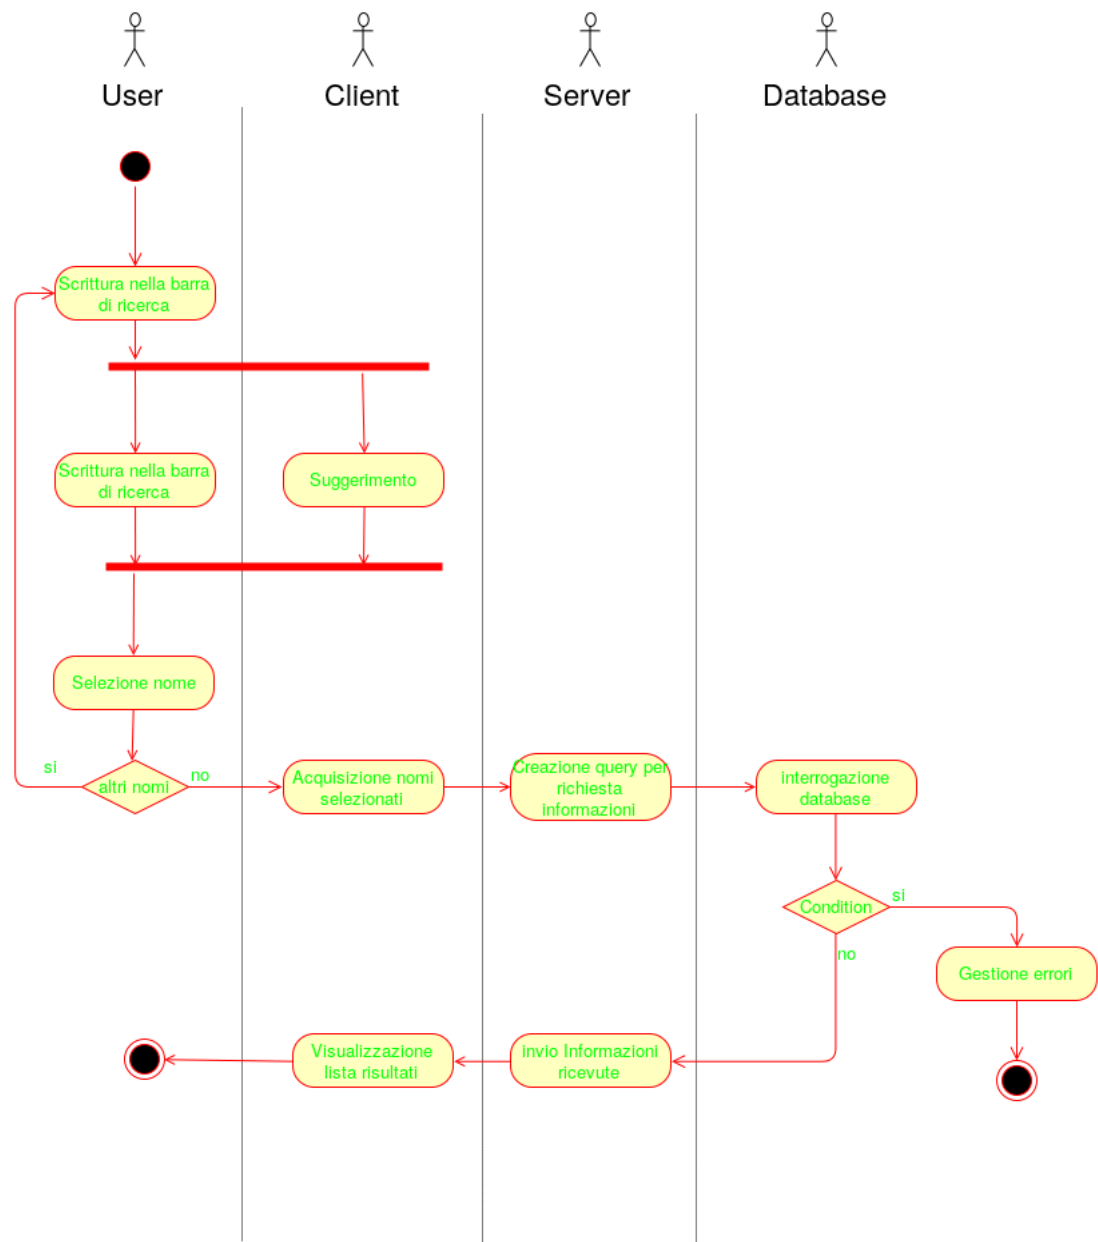 User
Client
Server
Database
Scrittura nella barra
di ricerca
Scrittura nella barra
di ricerca
Suggerimento
Selezione nome
si
altri nomi
no
Acquisizione nomi
selezionati
Creazione query per
richiesta
informazioni
interrogazione
database
Condition
si
no
Gestione errori
Visualizzazione
lista risultati
invio Informazioni
ricevute